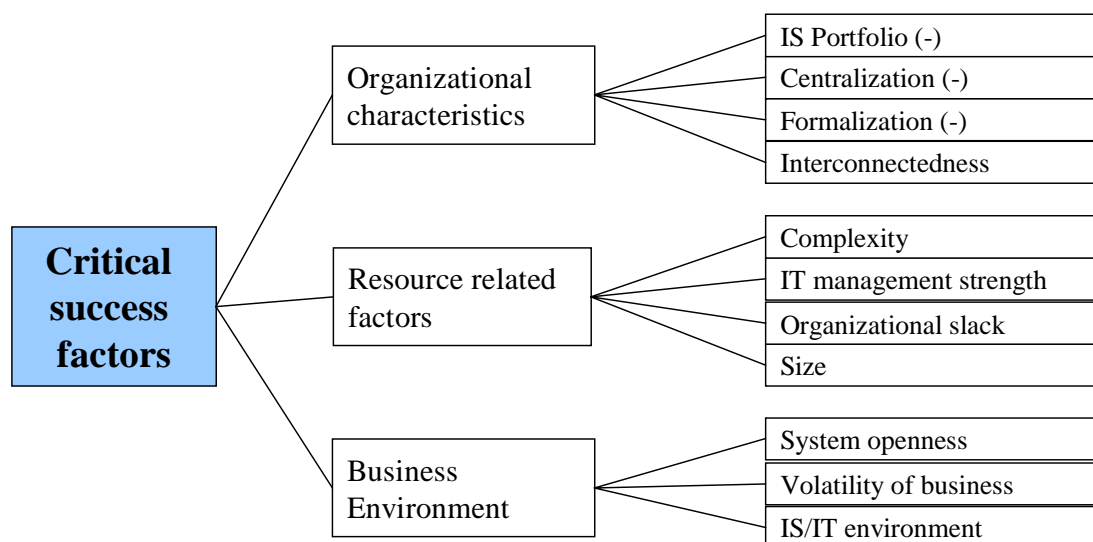 Critical
success
factors
Organizational
characteristics
IS Portfolio (-)
Centralization (-)
Formalization (-)
Interconnectedness
Resource related
factors
Complexity
IT management strength
Organizational slack
Size
Business
Environment
System openness
Volatility of business
IS/IT environment